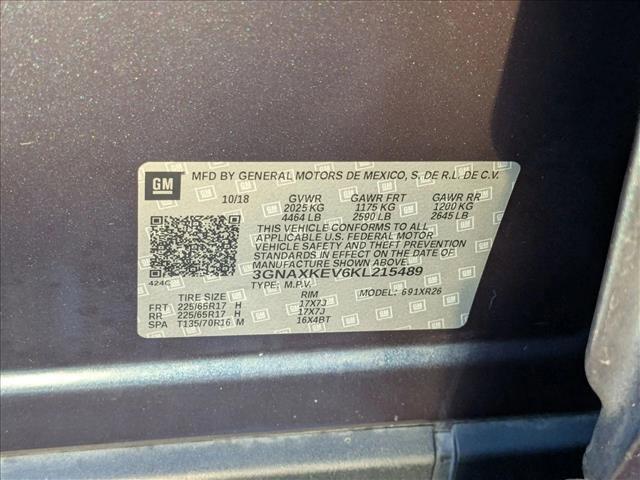 GM MFD BY GENERAL MOTORS DE MEXICO, S. DE R.L. DE C.V.
10/18 GVWR GAWR FRT GAWR RR
2025 KG 1175 KG 1200 KG
4464 LB 2590 LB 2645 LB
THIS VEHICLE CONFORMS TO ALL
APPLICABLE U.S. FEDERAL MOTOR
VEHICLE SAFETY AND THEFT PREVENTION
STANDARDS IN EFFECT ON THE DATE OF
MANUFACTURE SHOWN ABOVE.
3GNAXKEV6KL215489
424C TYPE: M.P.V. MODEL: 691XR26
TIRE SIZE RIM
FRT 225/65R17 H 17X7J
RR 225/65R17 H 17X7J
SPA T135/70R16 M 16X4BT